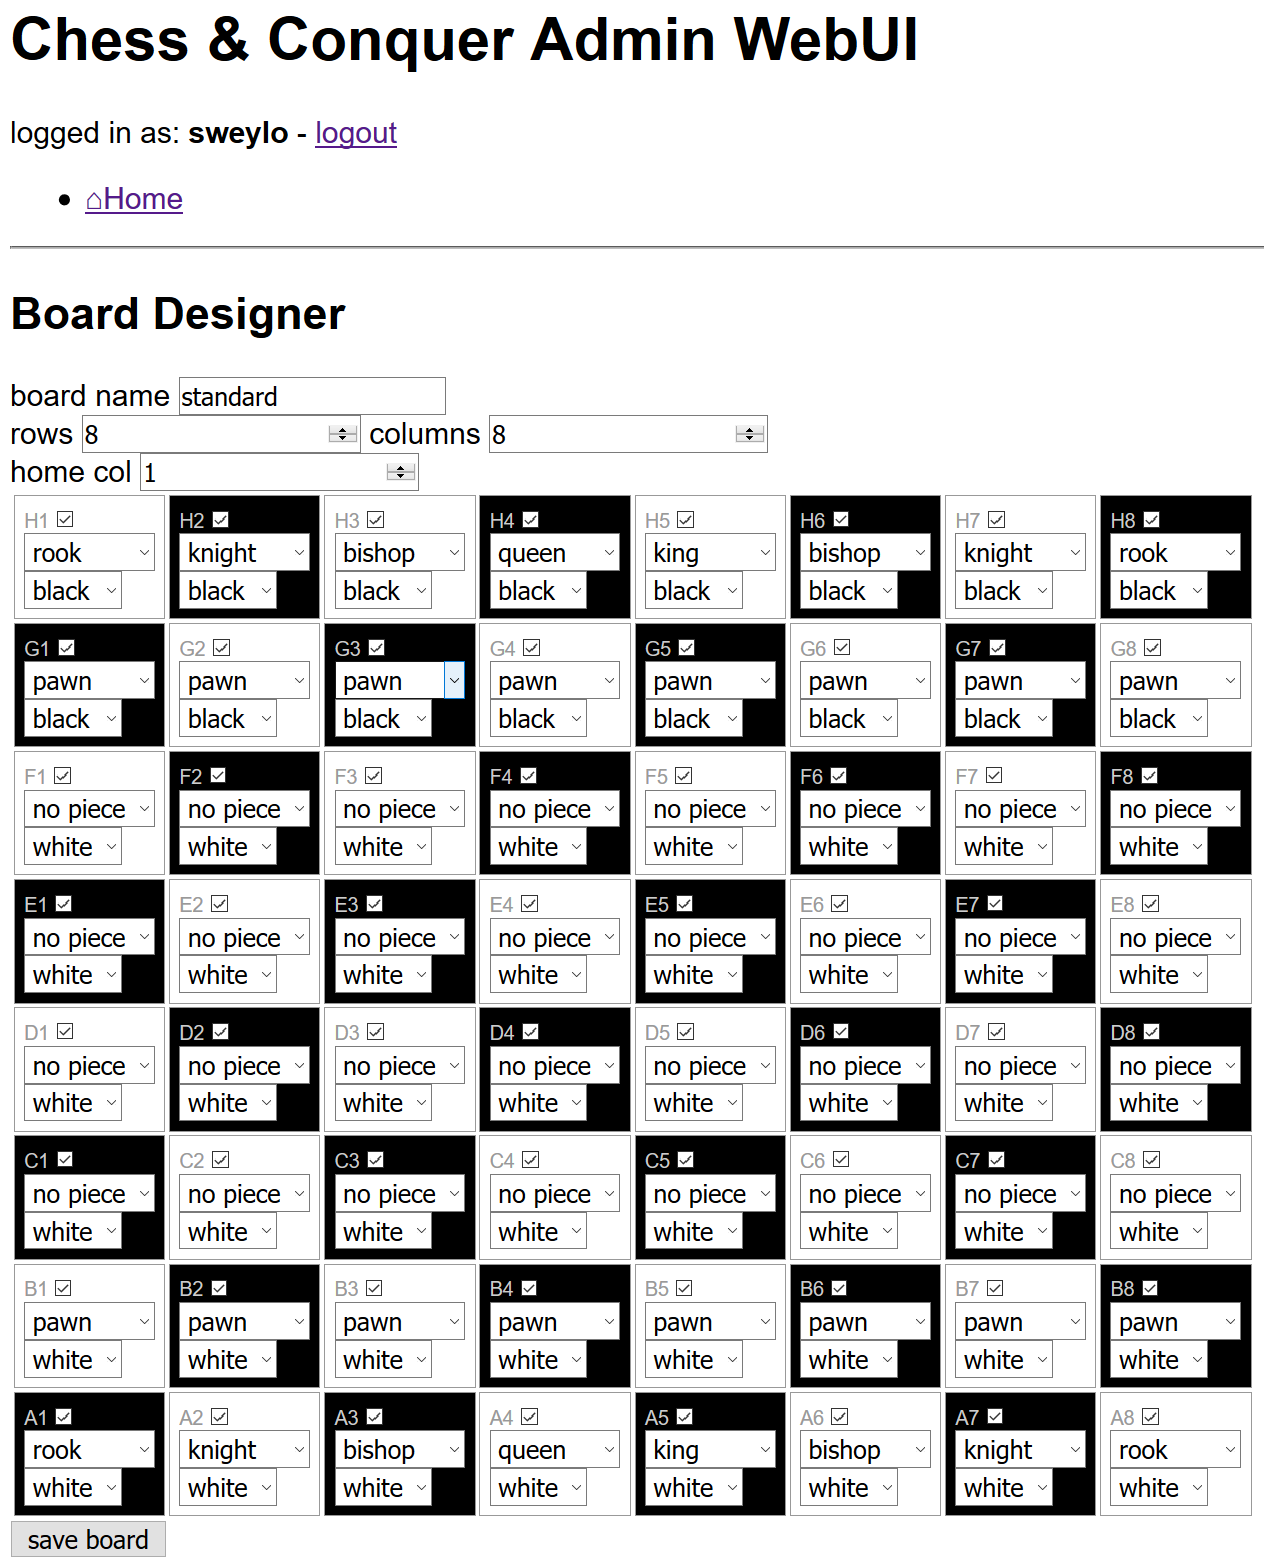 Chess & Conquer Admin WebUI
logged in as: sweylo - logout
⌂Home
Board Designer
board name standard
rows 8 columns 8
home col 1
H1 H2 H3 H4 H5 H6 H7 H8
rook knight bishop queen king bishop knight rook
black black black black black black black black
G1 G2 G3 G4 G5 G6 G7 G8
pawn pawn pawn pawn pawn pawn pawn pawn
black black black black black black black black
F1 F2 F3 F4 F5 F6 F7 F8
no piece no piece no piece no piece no piece no piece no piece no piece
white white white white white white white white
E1 E2 E3 E4 E5 E6 E7 E8
no piece no piece no piece no piece no piece no piece no piece no piece
white white white white white white white white
D1 D2 D3 D4 D5 D6 D7 D8
no piece no piece no piece no piece no piece no piece no piece no piece
white white white white white white white white
C1 C2 C3 C4 C5 C6 C7 C8
no piece no piece no piece no piece no piece no piece no piece no piece
white white white white white white white white
B1 B2 B3 B4 B5 B6 B7 B8
pawn pawn pawn pawn pawn pawn pawn pawn
white white white white white white white white
A1 A2 A3 A4 A5 A6 A7 A8
rook knight bishop queen king bishop knight rook
white white white white white white white white
save board